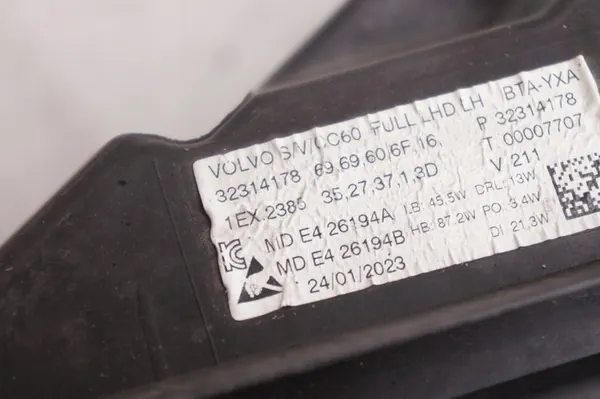 VOLVO S/V/CC60 FULL LHD LH BTA-YXA
32314178 69,69,60,6F,16, P 32314178
1EX.2385 35,27,37,1,3D T 00007707
V.211
MD E4 26194A LB: 45,5W DRL: 13W
MD E4 26194B HB: 87.2W PO: 3.4W
24/01/2023 DI: 21,3W